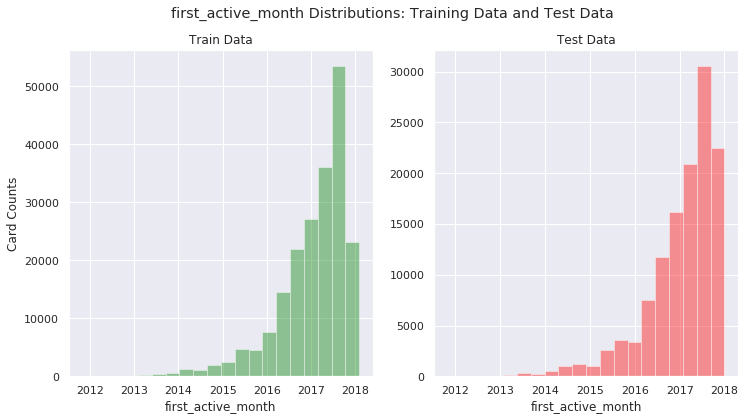 first_active_month Distributions: Training Data and Test Data
Train Data
Card Counts
50000
40000
30000
20000
10000
0
2012 2013 2014 2015 2016 2017 2018
first_active_month
Test Data
30000
25000
20000
15000
10000
5000
0
2012 2013 2014 2015 2016 2017 2018
first_active_month